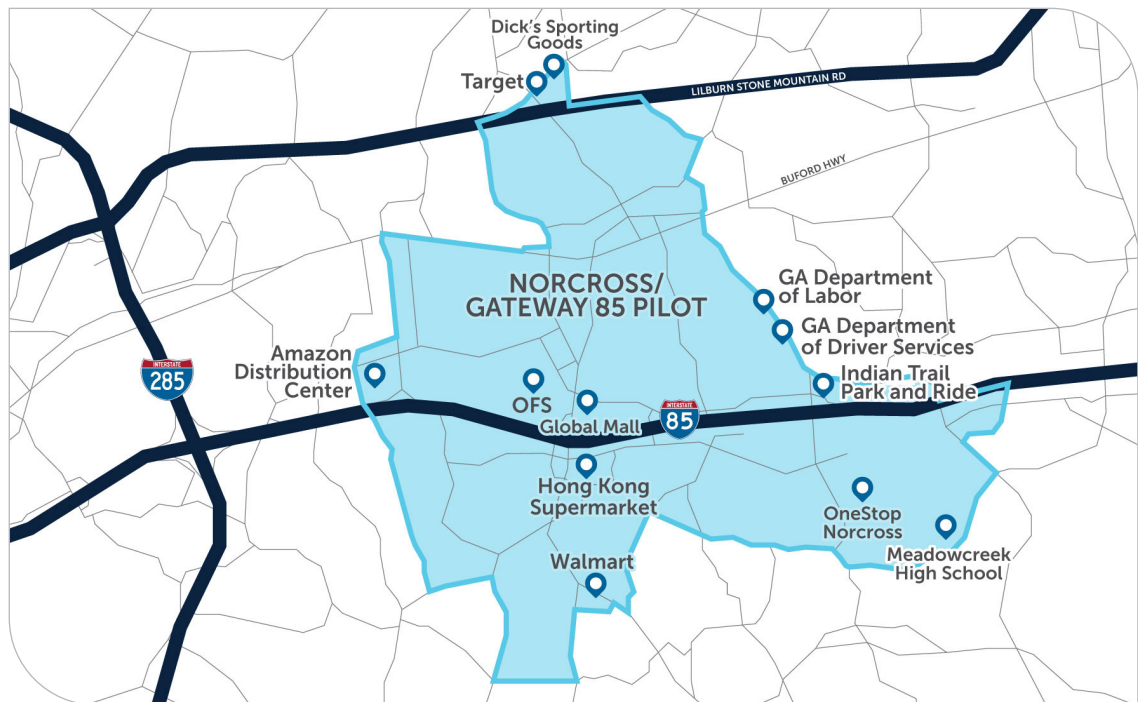 Dick's Sporting
Goods
Target
LILBURN STONE MOUNTAIN RD
BUFORD HWY
NORCROSS/
GATEWAY 85 PILOT
GA Department
of Labor
GA Department
of Driver Services
Amazon
Distribution
Center
INTERSTATE
285
OFS
Global Mall
INTERSTATE
85
Indian Trail
Park and Ride
Hong Kong
Supermarket
OneStop
Norcross
Meadowcreek
High School
Walmart